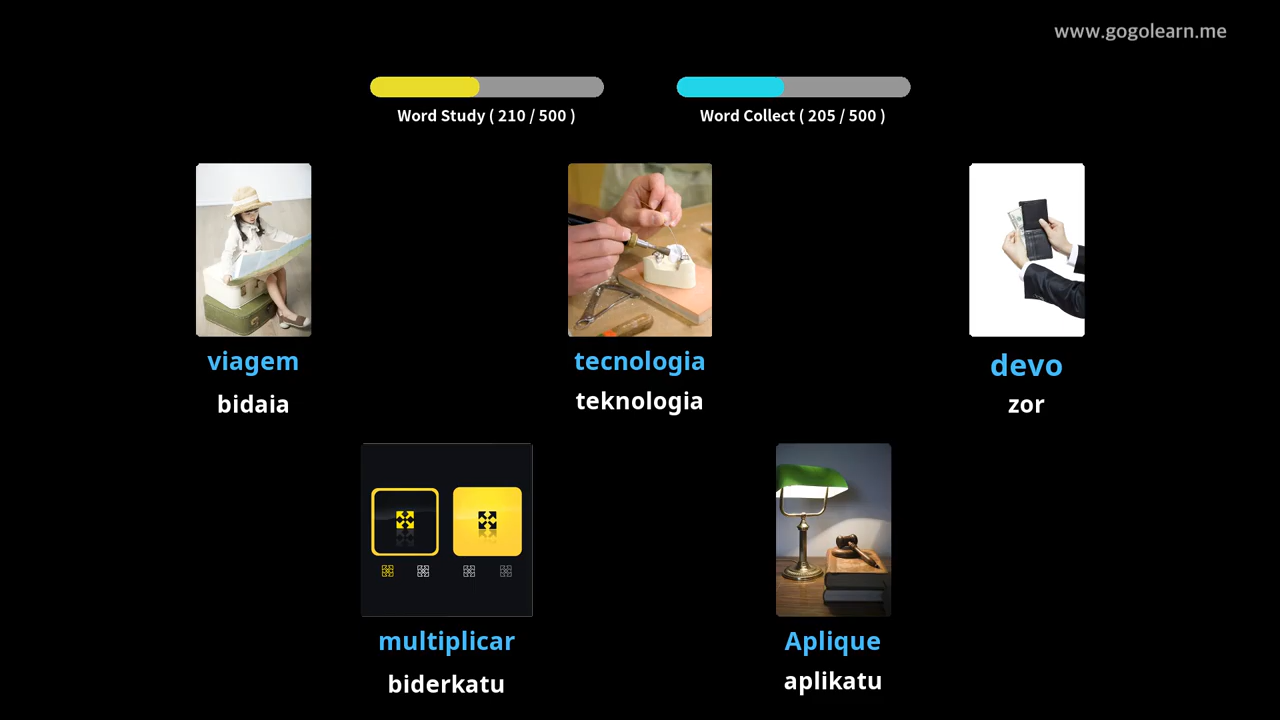 www.gogolearn.me
Word Study ( 210 / 500 )
Word Collect ( 205 / 500 )
viagem
bidaia
tecnologia
teknologia
devo
zor
multiplicar
biderkatu
Aplique
aplikatu